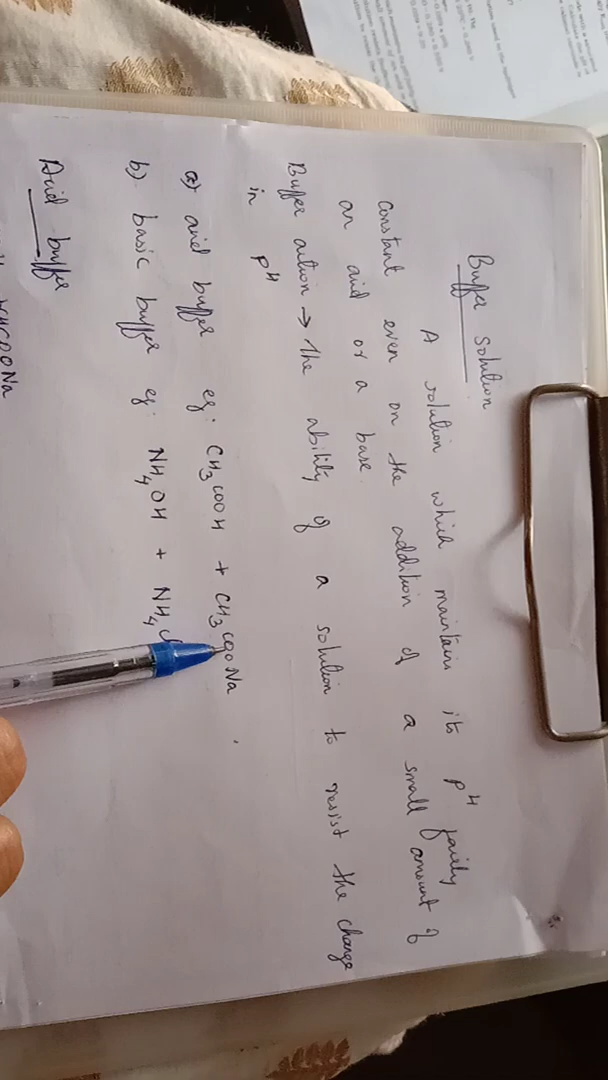 Buffer solution
A solution which maintains its pH fairly
constant even on the addition of a small amount of
an acid or a base.
Buffer action → the ability of a solution to resist the change
in pH
a) acid buffer eg: CH3COOH + CH3COONa
b) basic buffer eg: NH4OH + NH4
Acid buffer